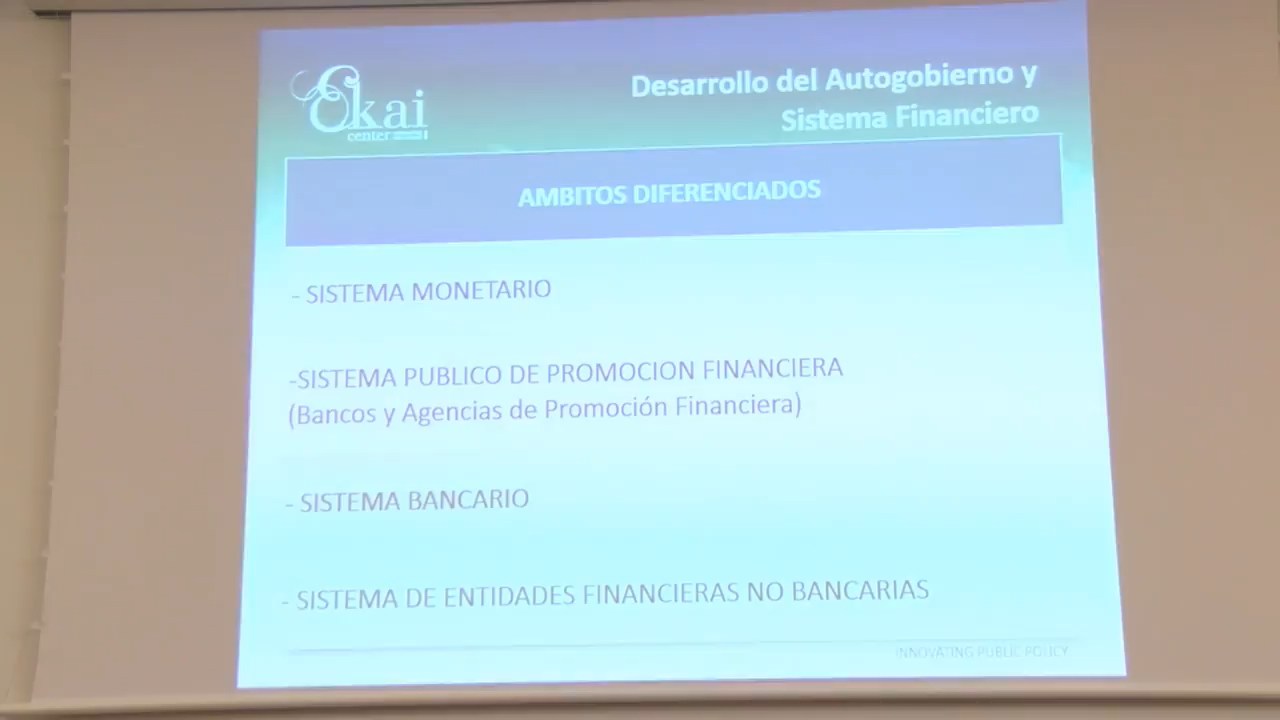 Ekai
center
Desarrollo del Autogobierno y
Sistema Financiero
AMBITOS DIFERENCIADOS
- SISTEMA MONETARIO
-SISTEMA PUBLICO DE PROMOCION FINANCIERA
(Bancos y Agencias de Promoción Financiera)
- SISTEMA BANCARIO
- SISTEMA DE ENTIDADES FINANCIERAS NO BANCARIAS
INNOVATING PUBLIC POLICY